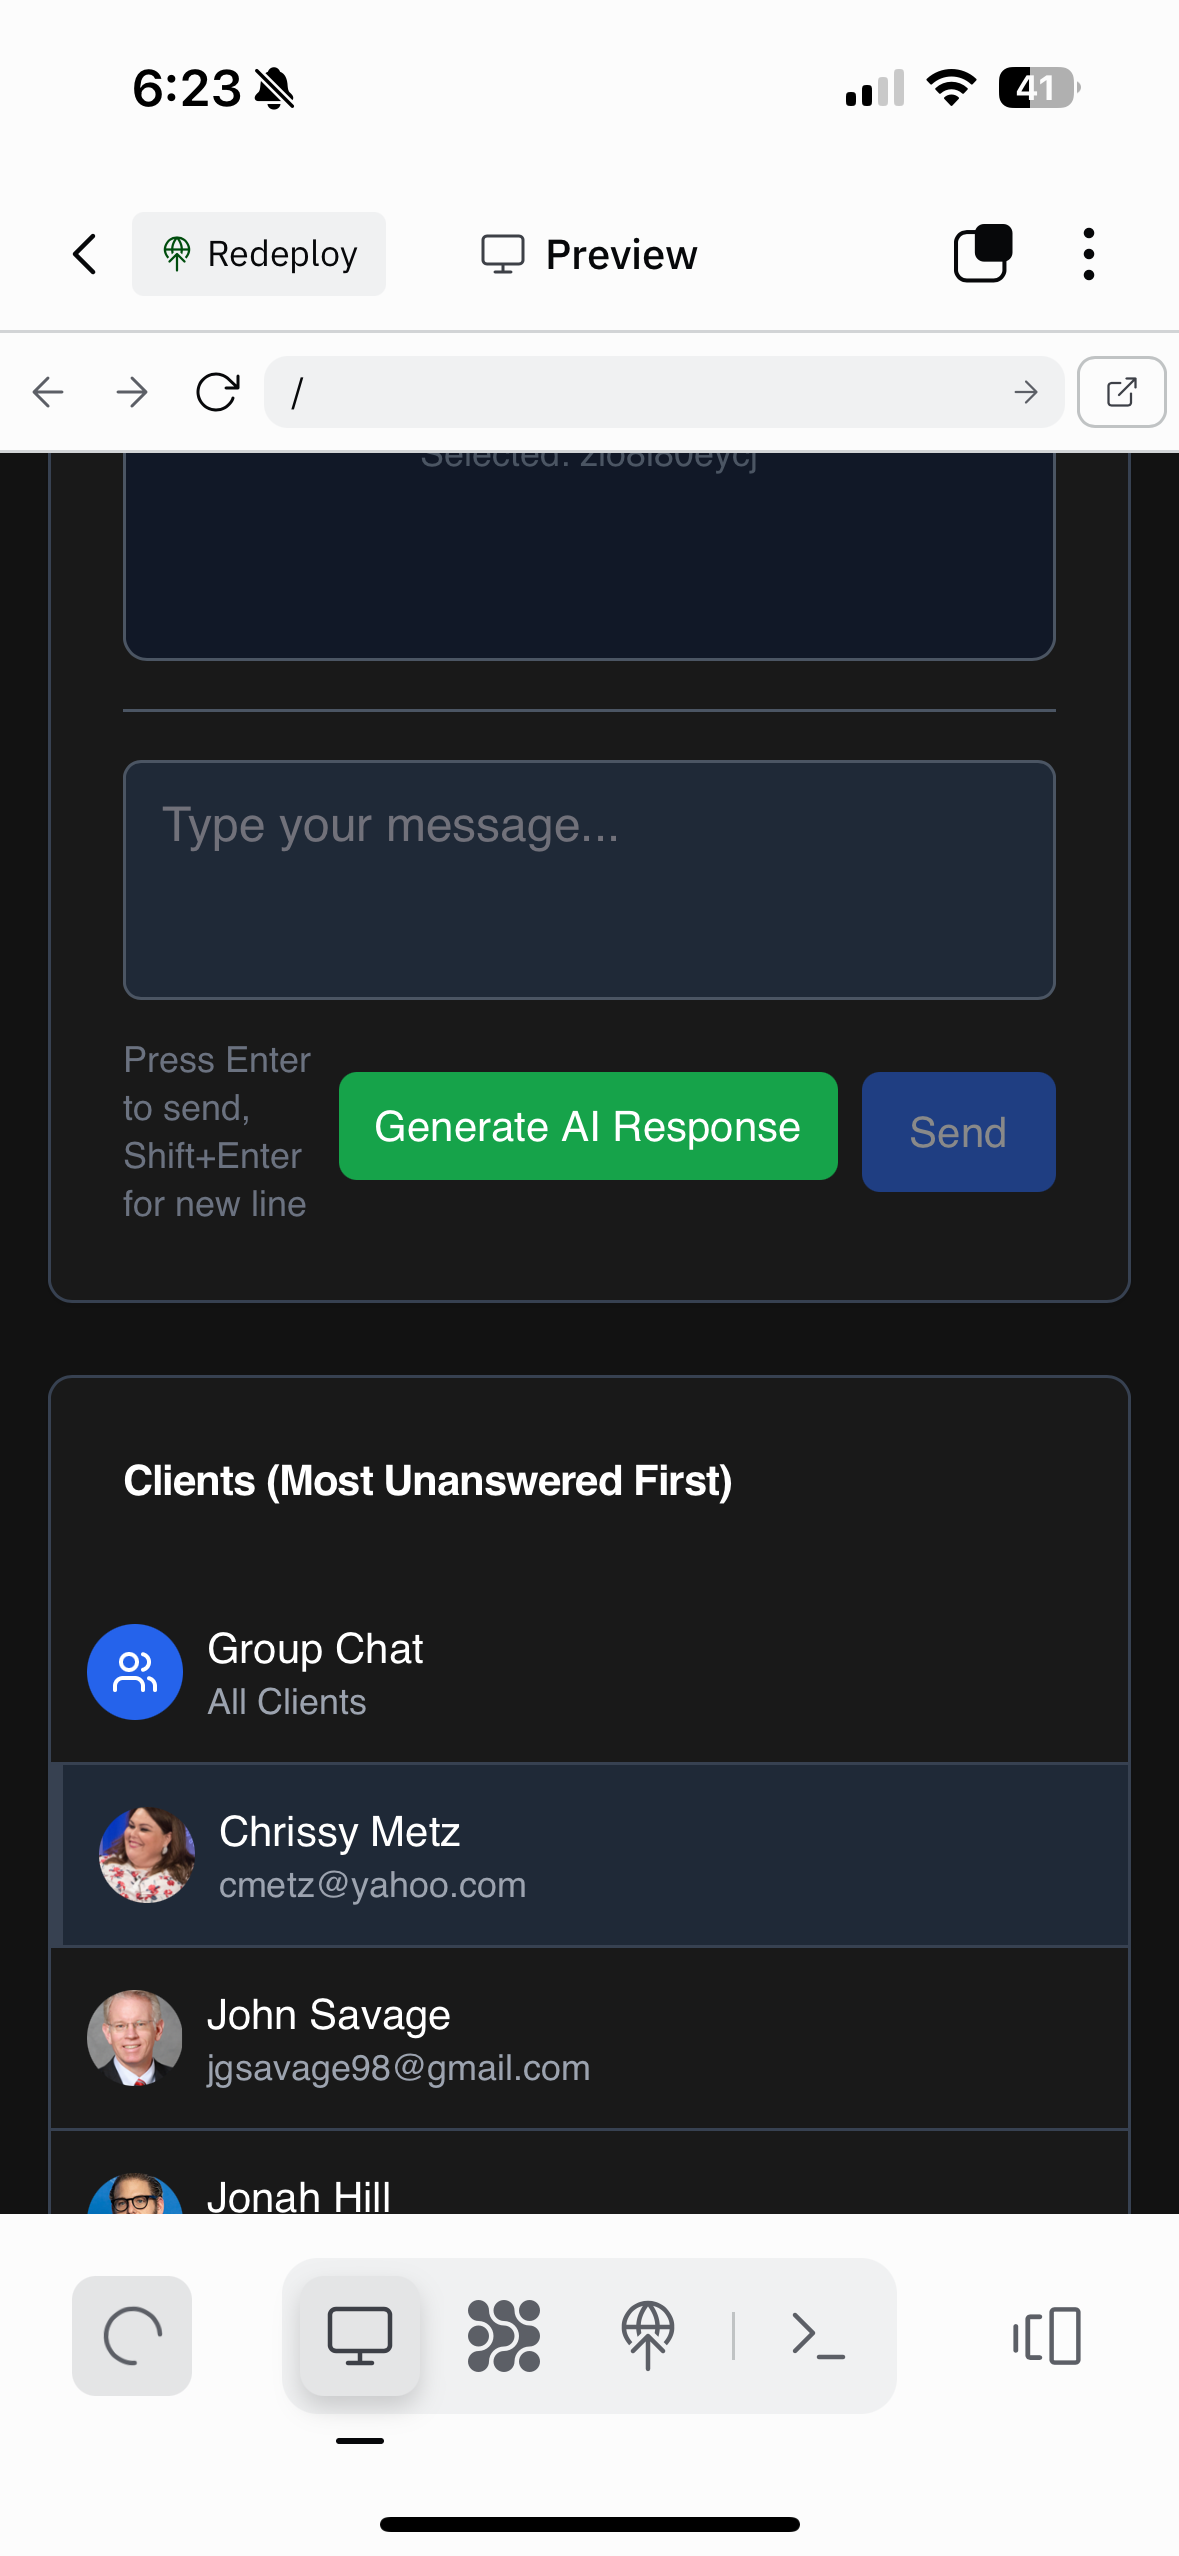 6:23
41
Redeploy
Preview
/
Selected:
Type your message...
Press Enter
to send,
Shift+Enter
for new line
Generate AI Response
Send
Clients (Most Unanswered First)
Group Chat
All Clients
Chrissy Metz
cmetz@yahoo.com
John Savage
jgsavage98@gmail.com
Jonah Hill